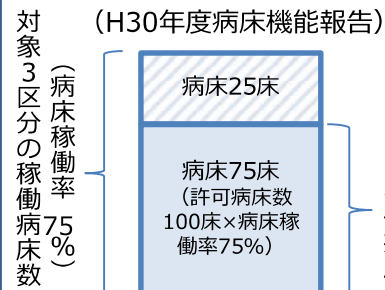 （H30年度病床機能報告）
対象３区分の稼働病床数
（病床稼働率 75%）
病床25床
病床75床
（許可病床数
100床×病床稼
働率75%）